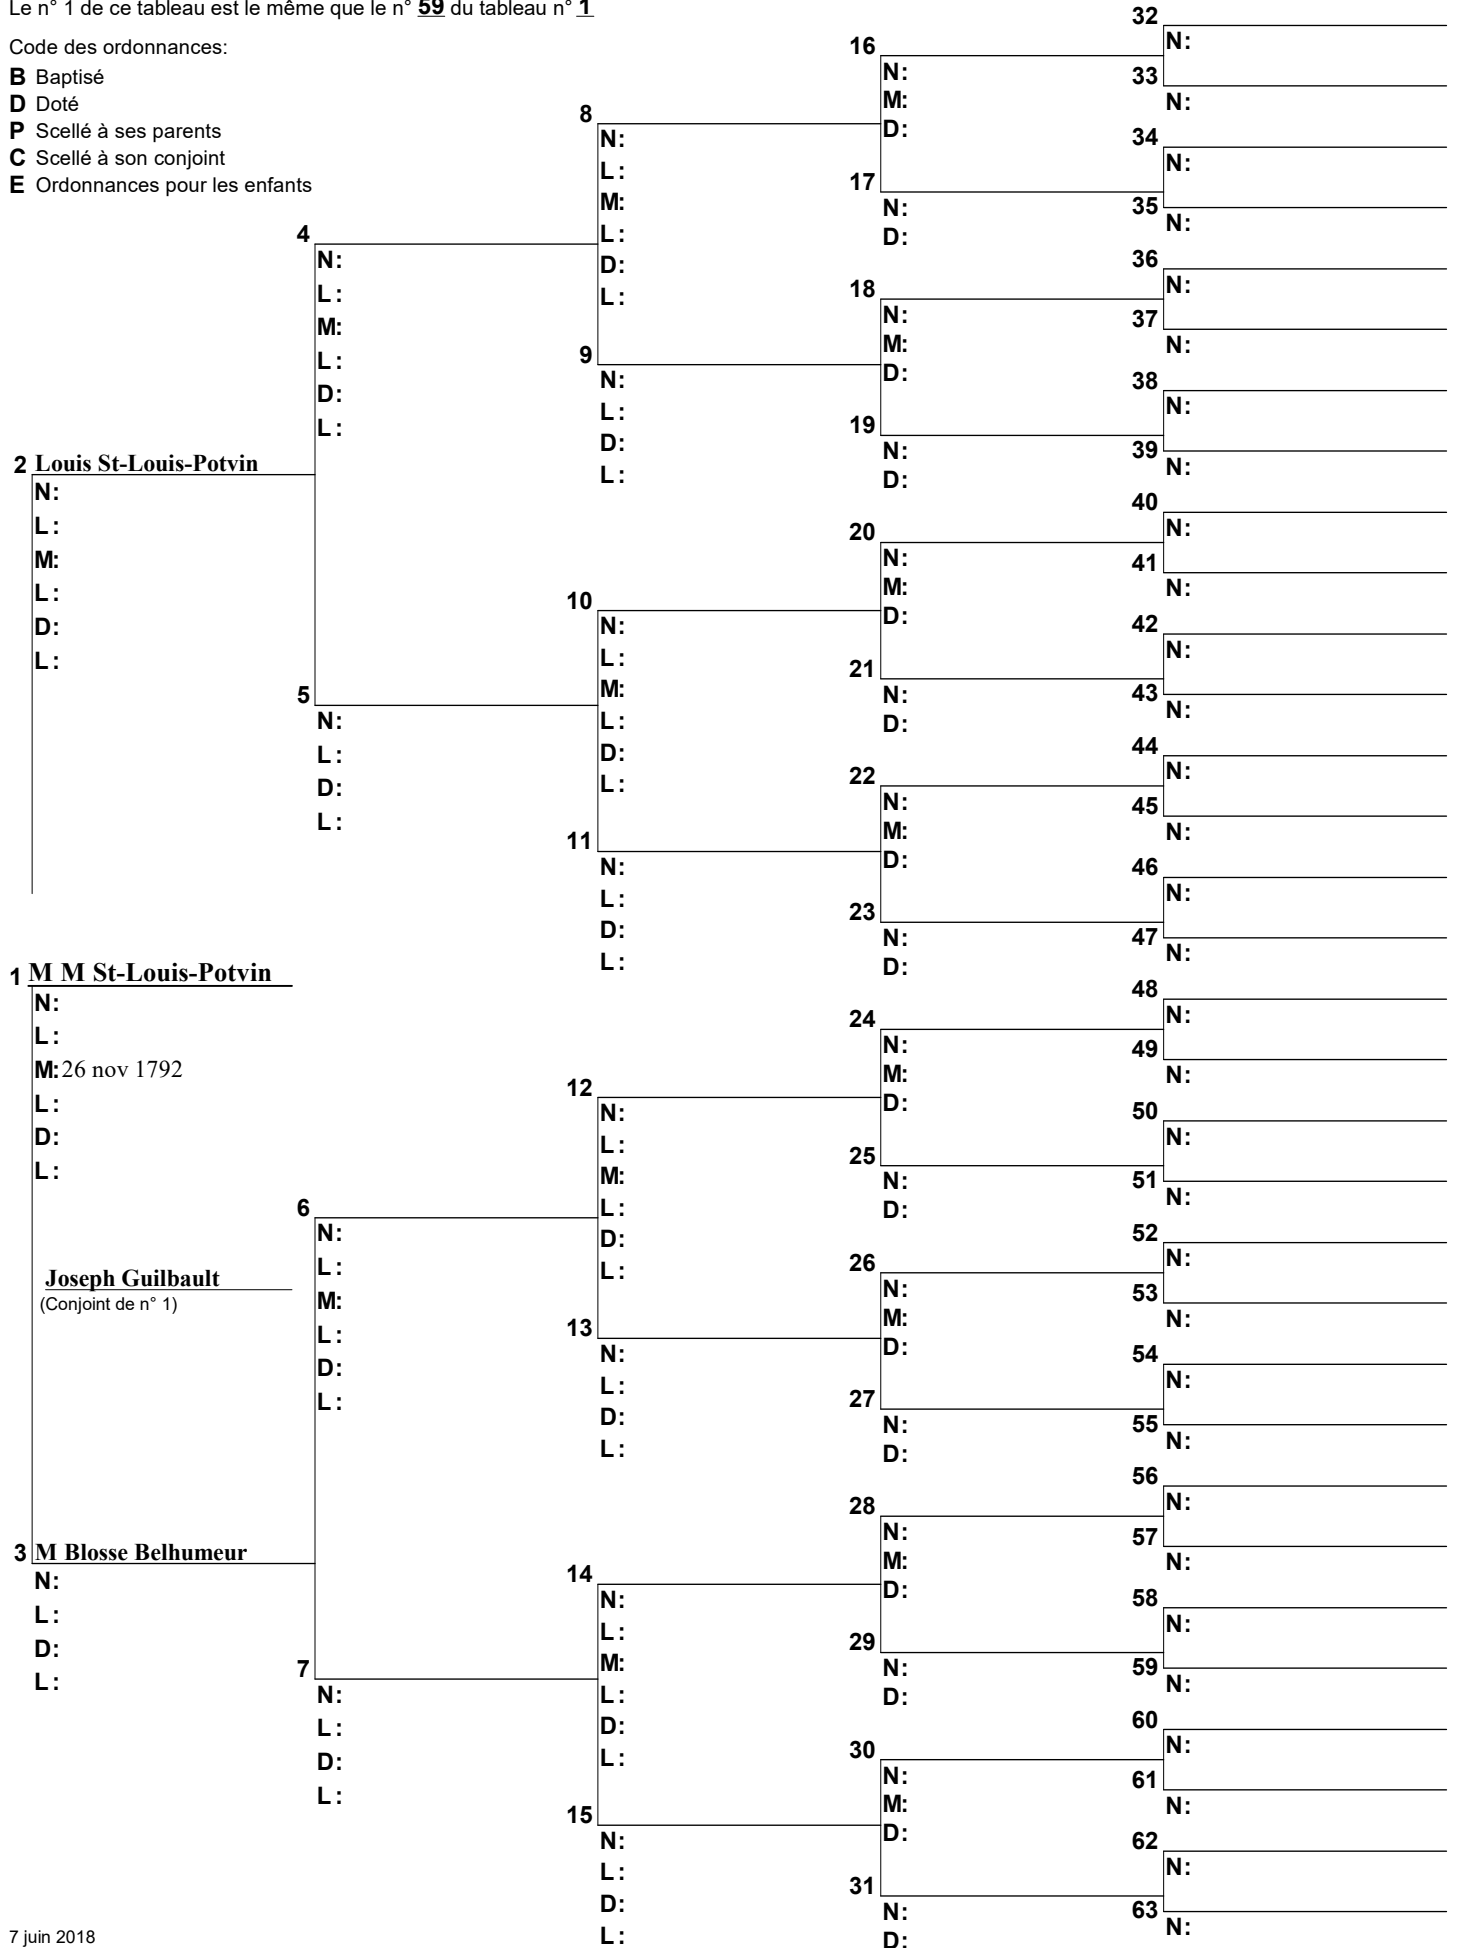 Le n° 1 de ce tableau est le même que le n° 59 du tableau n° 1
Code des ordonnances:
B Baptisé
D Doté
P Scellé à ses parents
C Scellé à son conjoint
E Ordonnances pour les enfants
2 Louis St-Louis-Potvin
N:
L:
M:
L:
D:
L:
1 M M St-Louis-Potvin
N:
L:
M: 26 nov 1792
L:
D:
L:
Joseph Guilbault
(Conjoint de n° 1)
3 M Blosse Belhumeur
N:
L:
D:
L:
7 juin 2018
4
N:
L:
M:
L:
D:
L:
5
N:
L:
D:
L:
6
N:
L:
M:
L:
D:
L:
7
N:
L:
D:
L:
8
N:
L:
M:
L:
D:
L:
9
N:
L:
D:
L:
10
N:
L:
M:
L:
D:
L:
11
N:
L:
D:
L:
12
N:
L:
M:
L:
D:
L:
13
N:
L:
D:
L:
14
N:
L:
M:
L:
D:
L:
15
N:
L:
D:
L:
16
N:
M:
D:
17
N:
D:
18
N:
M:
D:
19
N:
D:
20
N:
M:
D:
21
N:
D:
22
N:
M:
D:
23
N:
D:
24
N:
M:
D:
25
N:
D:
26
N:
M:
D:
27
N:
D:
28
N:
M:
D:
29
N:
D:
30
N:
M:
D:
31
N:
D:
32
N:
33
N:
34
N:
35
N:
36
N:
37
N:
38
N:
39
N:
40
N:
41
N:
42
N:
43
N:
44
N:
45
N:
46
N:
47
N:
48
N:
49
N:
50
N:
51
N:
52
N:
53
N:
54
N:
55
N:
56
N:
57
N:
58
N:
59
N:
60
N:
61
N:
62
N:
63
N: